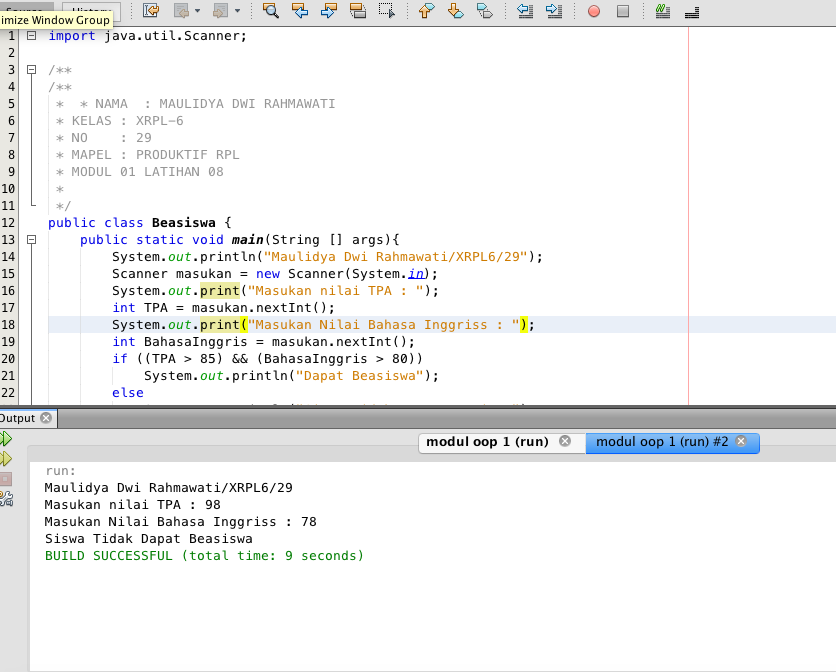 Source History
imize Window Group
1 import java.util.Scanner;
2
3 /**
4 /**
5 * * NAMA : MAULIDYA DWI RAHMAWATI
6 * KELAS : XRPL-6
7 * NO : 29
8 * MAPEL : PRODUKTIF RPL
9 * MODUL 01 LATIHAN 08
10 *
11 */
12 public class Beasiswa {
13 public static void main(String [] args){
14 System.out.println("Maulidya Dwi Rahmawati/XRPL6/29");
15 Scanner masukan = new Scanner(System.in);
16 System.out.print("Masukan nilai TPA : ");
17 int TPA = masukan.nextInt();
18 System.out.print("Masukan Nilai Bahasa Inggriss : ");
19 int BahasaInggris = masukan.nextInt();
20 if ((TPA > 85) && (BahasaInggris > 80))
21 System.out.println("Dapat Beasiswa");
22 else
Output
modul oop 1 (run) modul oop 1 (run) #2
run:
Maulidya Dwi Rahmawati/XRPL6/29
Masukan nilai TPA : 98
Masukan Nilai Bahasa Inggriss : 78
Siswa Tidak Dapat Beasiswa
BUILD SUCCESSFUL (total time: 9 seconds)